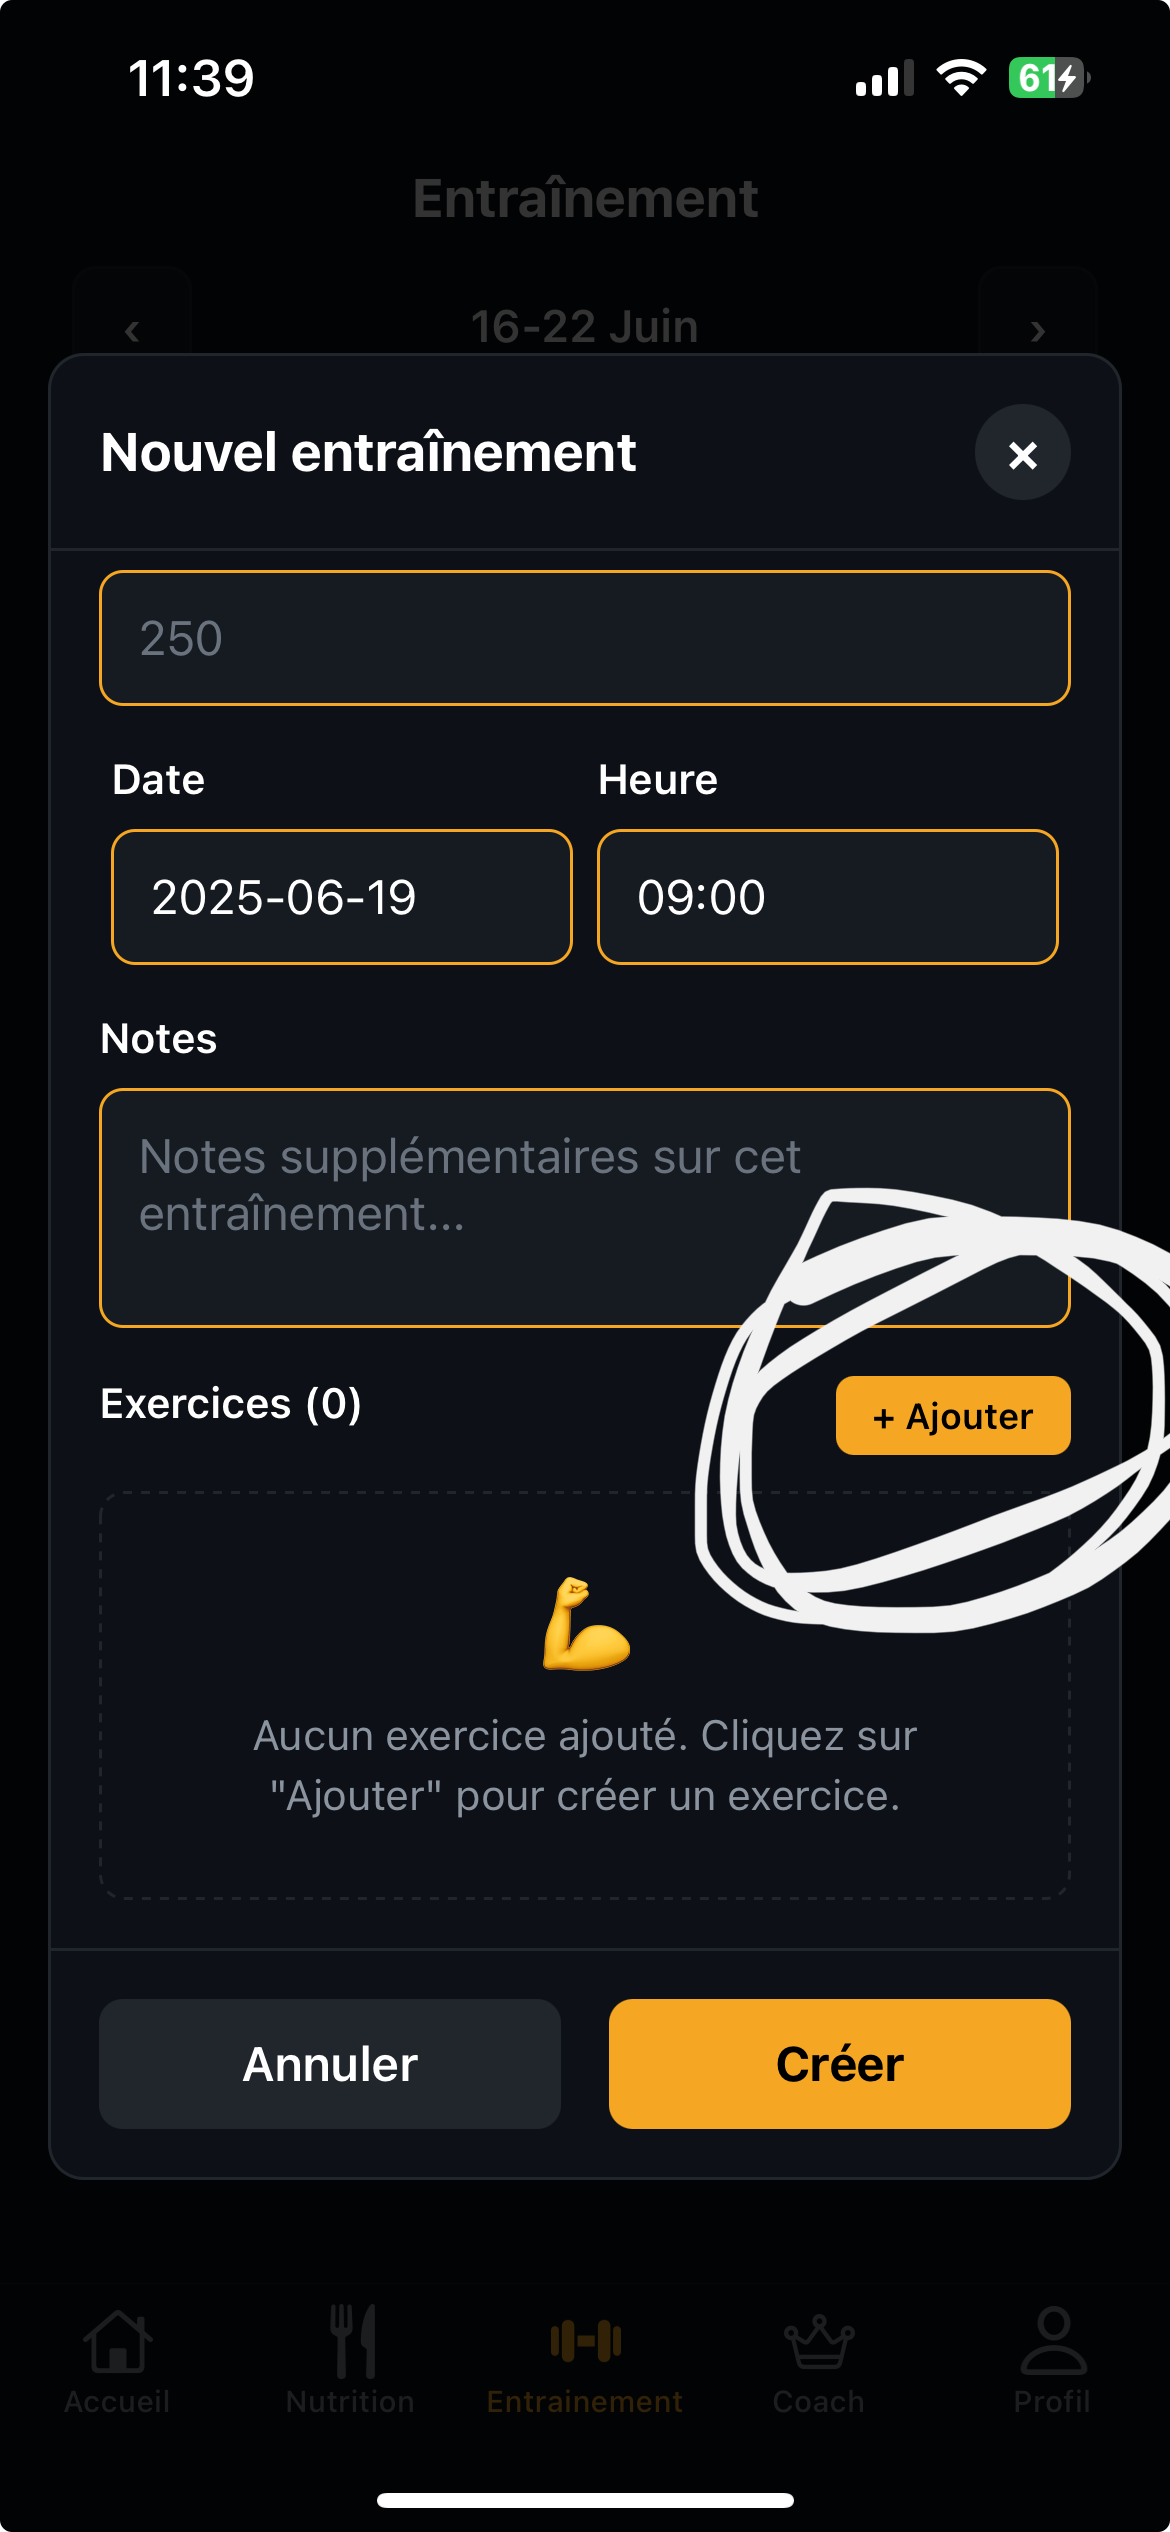 11:39
61
Entraînement
‹ 16-22 Juin ›
Nouvel entraînement ×
250
Date Heure
2025-06-19 09:00
Notes
Notes supplémentaires sur cet
entraînement...
Exercices (0) + Ajouter
Aucun exercice ajouté. Cliquez sur
"Ajouter" pour créer un exercice.
Annuler Créer
Accueil Nutrition Entrainement Coach Profil